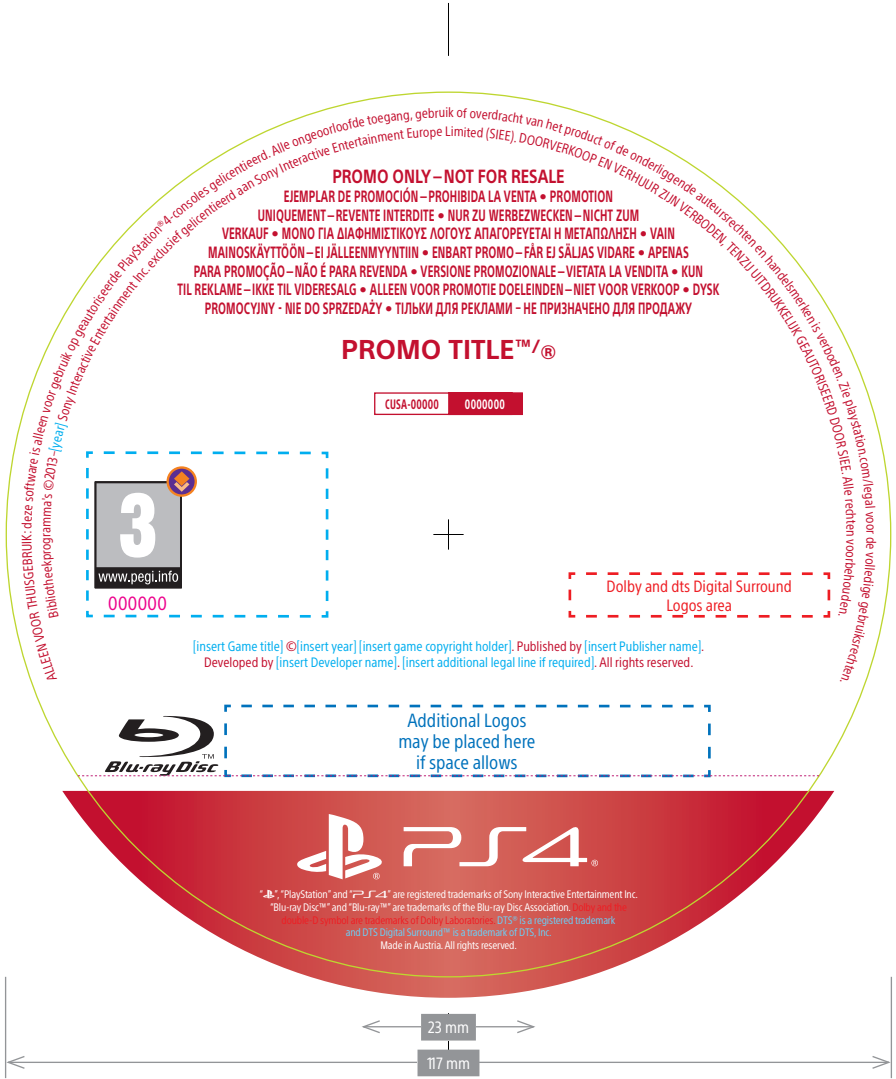 ALLEEN VOOR THUISGEBRUIK: deze software is alleen voor gebruik op geautoriseerde PlayStation®4-consoles gelicentieerd. Alle ongeoorloofde toegang, gebruik of overdracht van het product of de onderliggende auteursrechten en handelsmerken is verboden. Zie playstation.com/legal voor de volledige gebruiksrechten.
Bibliotheekprogramma's ©2013–[year] Sony Interactive Entertainment Inc. exclusief gelicentieerd aan Sony Interactive Entertainment Europe Limited (SIEE). DOORVERKOOP EN VERHUUR ZIJN VERBODEN, TENZIJ UITDRUKKELIJK GEAUTORISEERD DOOR SIEE. Alle rechten voorbehouden.
PROMO ONLY – NOT FOR RESALE
EJEMPLAR DE PROMOCIÓN – PROHIBIDA LA VENTA • PROMOTION
UNIQUEMENT – REVENTE INTERDITE • NUR ZU WERBEZWECKEN – NICHT ZUM
VERKAUF • ΜΟΝΟ ΓΙΑ ΔΙΑΦΗΜΙΣΤΙΚΟΥΣ ΛΟΓΟΥΣ ΑΠΑΓΟΡΕΥΕΤΑΙ Η ΜΕΤΑΠΩΛΗΣΗ • VAIN
MAINOSKÄYTTÖÖN – EI JÄLLEENMYYNTIIN • ENBART PROMO – FÅR EJ SÄLJAS VIDARE • APENAS
PARA PROMOÇÃO – NÃO É PARA REVENDA • VERSIONE PROMOZIONALE – VIETATA LA VENDITA • KUN
TIL REKLAME – IKKE TIL VIDERESALG • ALLEEN VOOR PROMOTIE DOELEINDEN – NIET VOOR VERKOOP • DYSK
PROMOCYJNY - NIE DO SPRZEDAŻY • ТІЛЬКИ ДЛЯ РЕКЛАМИ – НЕ ПРИЗНАЧЕНО ДЛЯ ПРОДАЖУ
PROMO TITLE™/®
CUSA-00000 0000000
3
www.pegi.info
000000
Dolby and dts Digital Surround
Logos area
[insert Game title] ©[insert year] [insert game copyright holder]. Published by [insert Publisher name].
Developed by [insert Developer name]. [insert additional legal line if required]. All rights reserved.
Blu-ray Disc™
Additional Logos
may be placed here
if space allows
PS4®
"PS", "PlayStation" and "PS4" are registered trademarks of Sony Interactive Entertainment Inc.
"Blu-ray Disc™" and "Blu-ray™" are trademarks of the Blu-ray Disc Association. Dolby and the
double-D symbol are trademarks of Dolby Laboratories. DTS® is a registered trademark
and DTS Digital Surround™ is a trademark of DTS, Inc.
Made in Austria. All rights reserved.
23 mm
117 mm